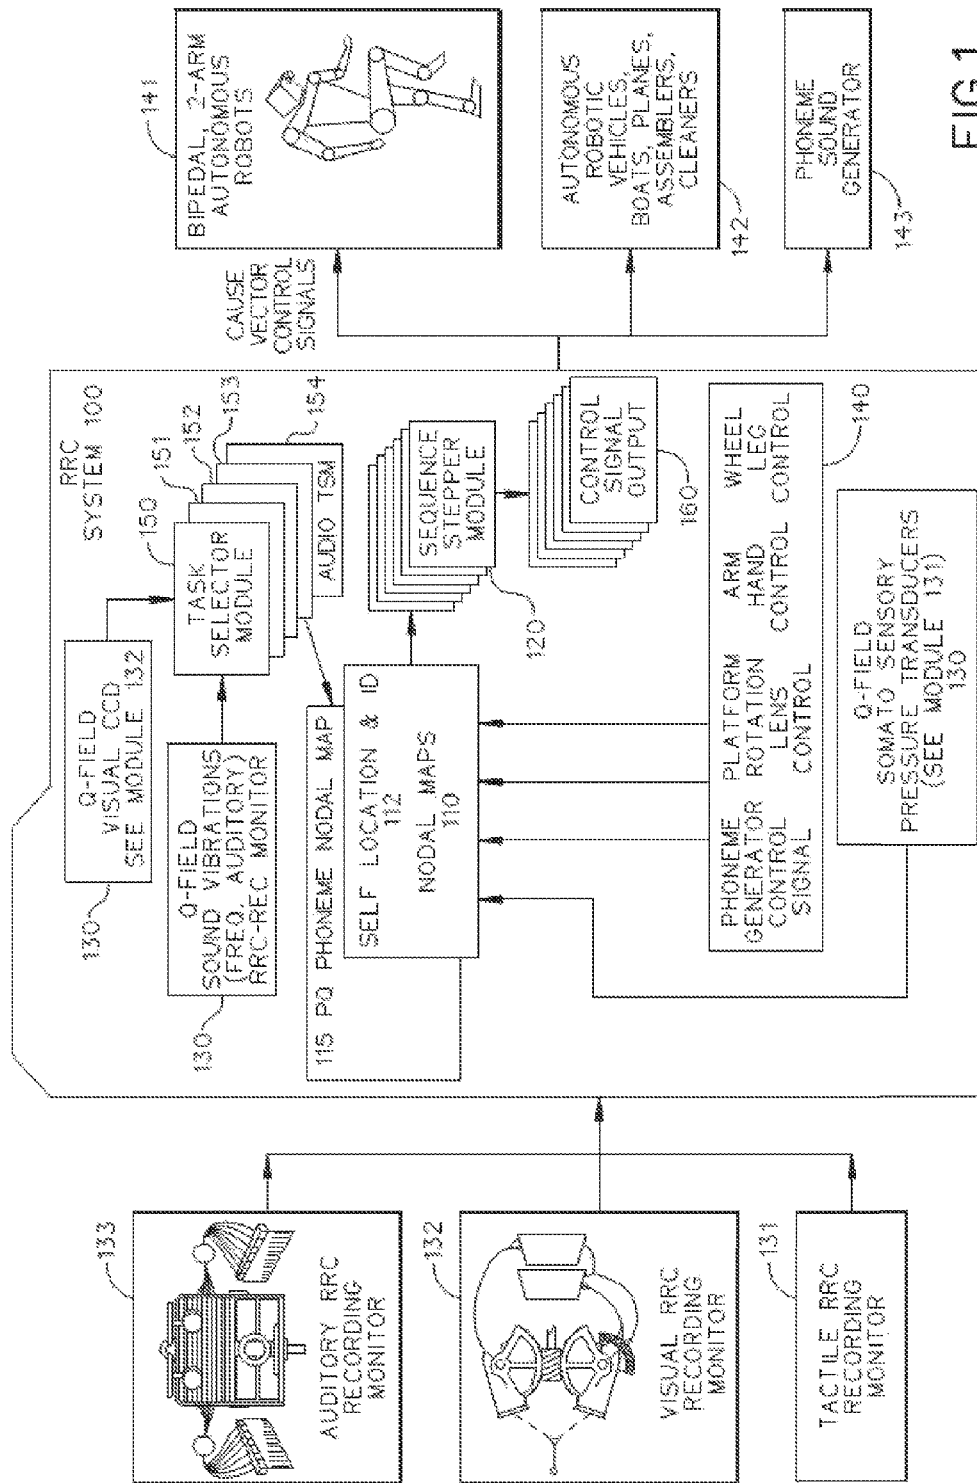 133
AUDITORY RRC
RECORDING
MONITOR
132
VISUAL RRC
RECORDING
MONITOR
131
TACTILE RRC
RECORDING
MONITOR
RRC
SYSTEM 100
130
Q-FIELD
VISUAL CCD
SEE MODULE 132
130
Q-FIELD
SOUND VIBRATIONS
(FREQ. AUDITORY)
RRC-REC MONITOR
150
151
152
153
154
TASK
SELECTOR
MODULE
AUDIO TSM
115 PQ PHONEME NODAL MAP
SELF LOCATION & ID
112
NODAL MAPS
110
SEQUENCE
STEPPER
MODULE
120
CONTROL
SIGNAL
OUTPUT
160
PHONEME
GENERATOR
CONTROL
SIGNAL
PLATFORM
ROTATION
LENS
CONTROL
ARM
HAND
CONTROL
WHEEL
LEG
CONTROL
140
Q-FIELD
SOMATO SENSORY
PRESSURE TRANSDUCERS
(SEE MODULE 131)
130
CAUSE
VECTOR
CONTROL
SIGNALS
141
BIPEDAL, 2-ARM
AUTONOMOUS
ROBOTS
AUTONOMOUS
ROBOTIC
VEHICLES,
BOATS, PLANES,
ASSEMBLERS,
CLEANERS
142
PHONEME
SOUND
GENERATOR
143
FIG.1